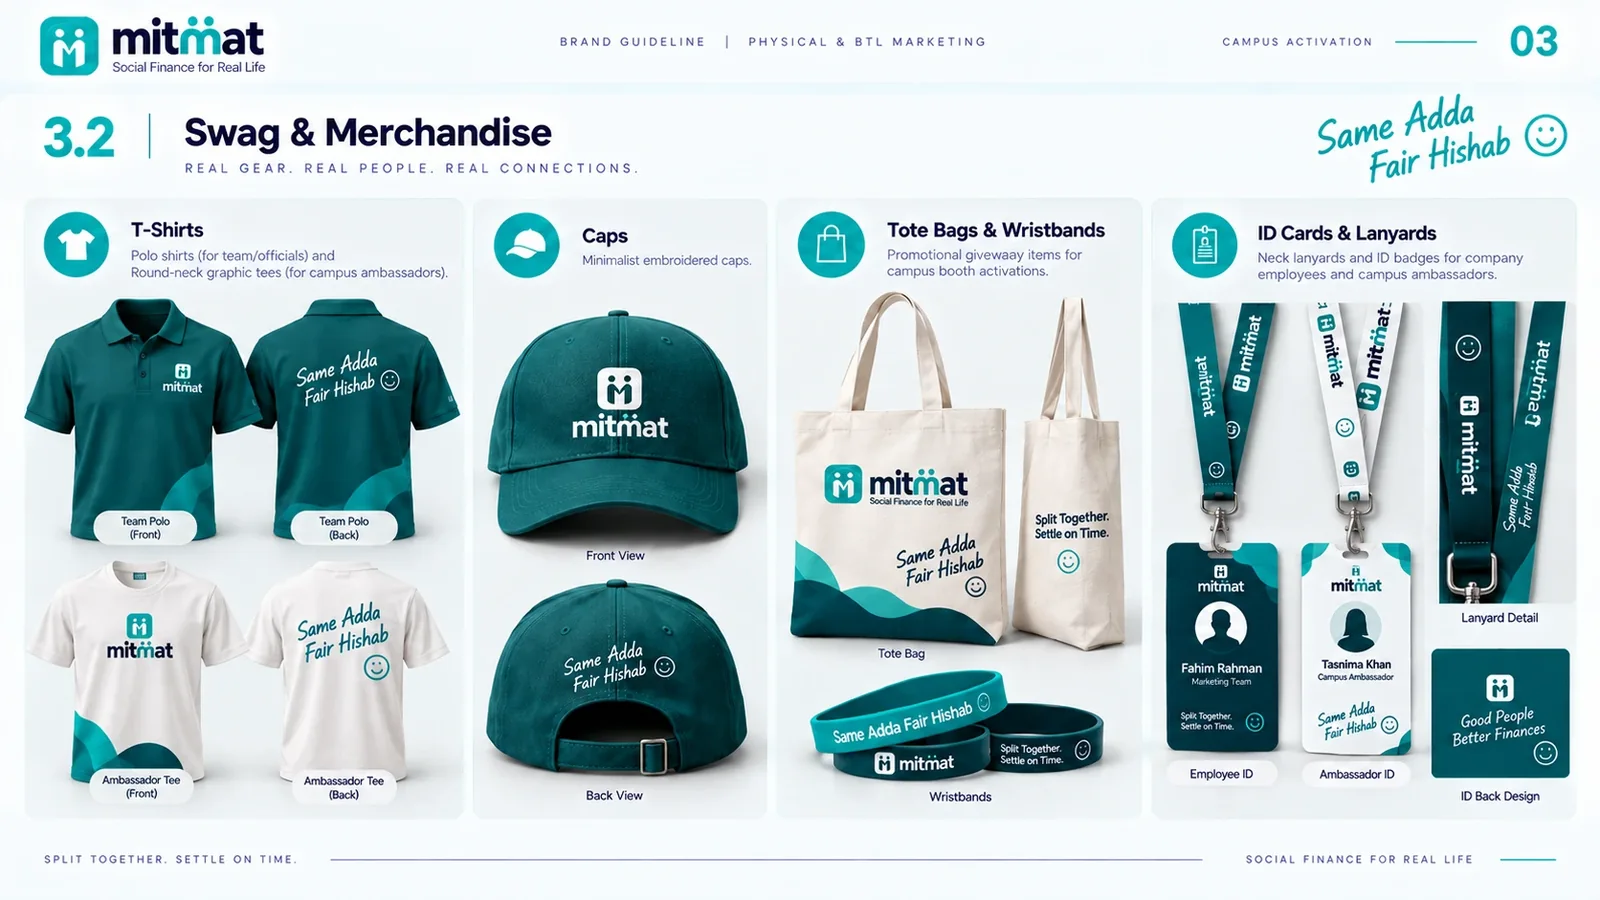 mitmat
Social Finance for Real Life
BRAND GUIDELINE | PHYSICAL & BTL MARKETING
CAMPUS ACTIVATION
03
3.2
Swag & Merchandise
REAL GEAR. REAL PEOPLE. REAL CONNECTIONS.
Same Adda
Fair Hishab
T-Shirts
Polo shirts (for team/officials) and
Round-neck graphic tees (for campus ambassadors).
mitmat
Same Adda
Fair Hishab
Team Polo
(Front)
Team Polo
(Back)
mitmat
Same Adda
Fair Hishab
Ambassador Tee
(Front)
Ambassador Tee
(Back)
Caps
Minimalist embroidered caps.
mitmat
Front View
Same Adda
Fair Hishab
Back View
Tote Bags & Wristbands
Promotional givewaay items for
campus booth activations.
mitmat
Social Finance for Real Life
Same Adda
Fair Hishab
Split Together.
Settle on Time.
Tote Bag
Same Adda Fair Hishab
mitmat
Split Together.
Settle on Time.
Wristbands
ID Cards & Lanyards
Neck lanyards and ID badges for company
employees and campus ambassadors.
mitmat
mitmat
mitmat
mitmat
Same Adda
Lanyard Detail
mitmat
Fahim Rahman
Marketing Team
Split Together.
Settle on Time.
Employee ID
mitmat
Tasnima Khan
Campus Ambassador
Same Adda
Fair Hishab
Ambassador ID
Good People
Better Finances
ID Back Design
SPLIT TOGETHER. SETTLE ON TIME.
SOCIAL FINANCE FOR REAL LIFE